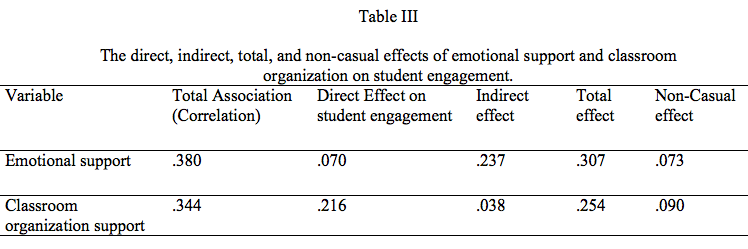 Table III
The direct, indirect, total, and non-casual effects of emotional support and classroom
organization on student engagement.
Variable Total Association Direct Effect on Indirect Total Non-Casual
(Correlation) student engagement effect effect effect
Emotional support .380 .070 .237 .307 .073
Classroom .344 .216 .038 .254 .090
organization support